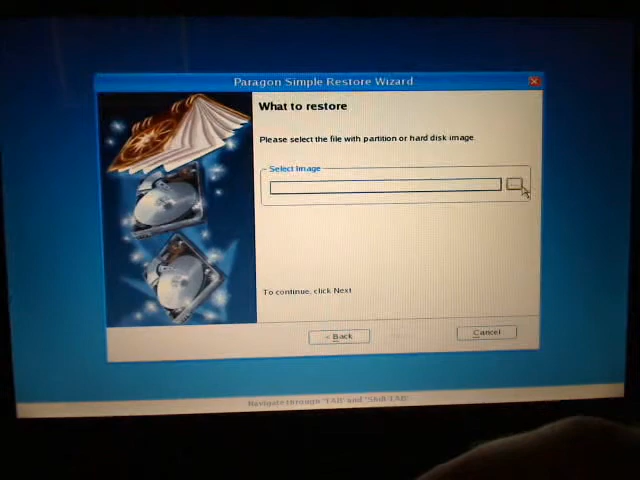 Paragon Simple Restore Wizard
What to restore
Please select the file with partition or hard disk image.
Select Image
...
To continue, click Next
< Back
Cancel
Navigate through "TAB" and "Shift-TAB"